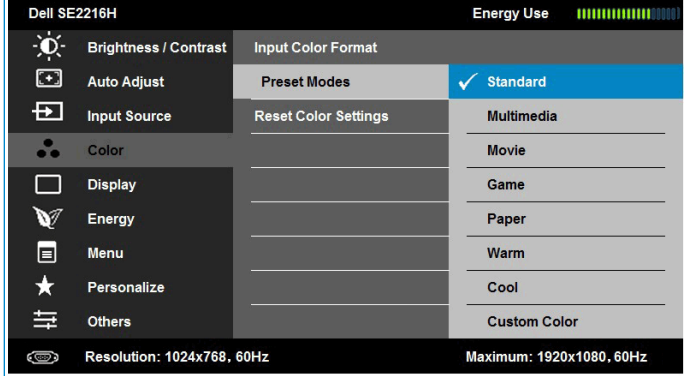 Dell SE2216H Energy Use
Brightness / Contrast Input Color Format
Auto Adjust Preset Modes Standard
Input Source Reset Color Settings Multimedia
Color Movie
Display Game
Energy Paper
Menu Warm
Personalize Cool
Others Custom Color
Resolution: 1024x768, 60Hz Maximum: 1920x1080, 60Hz